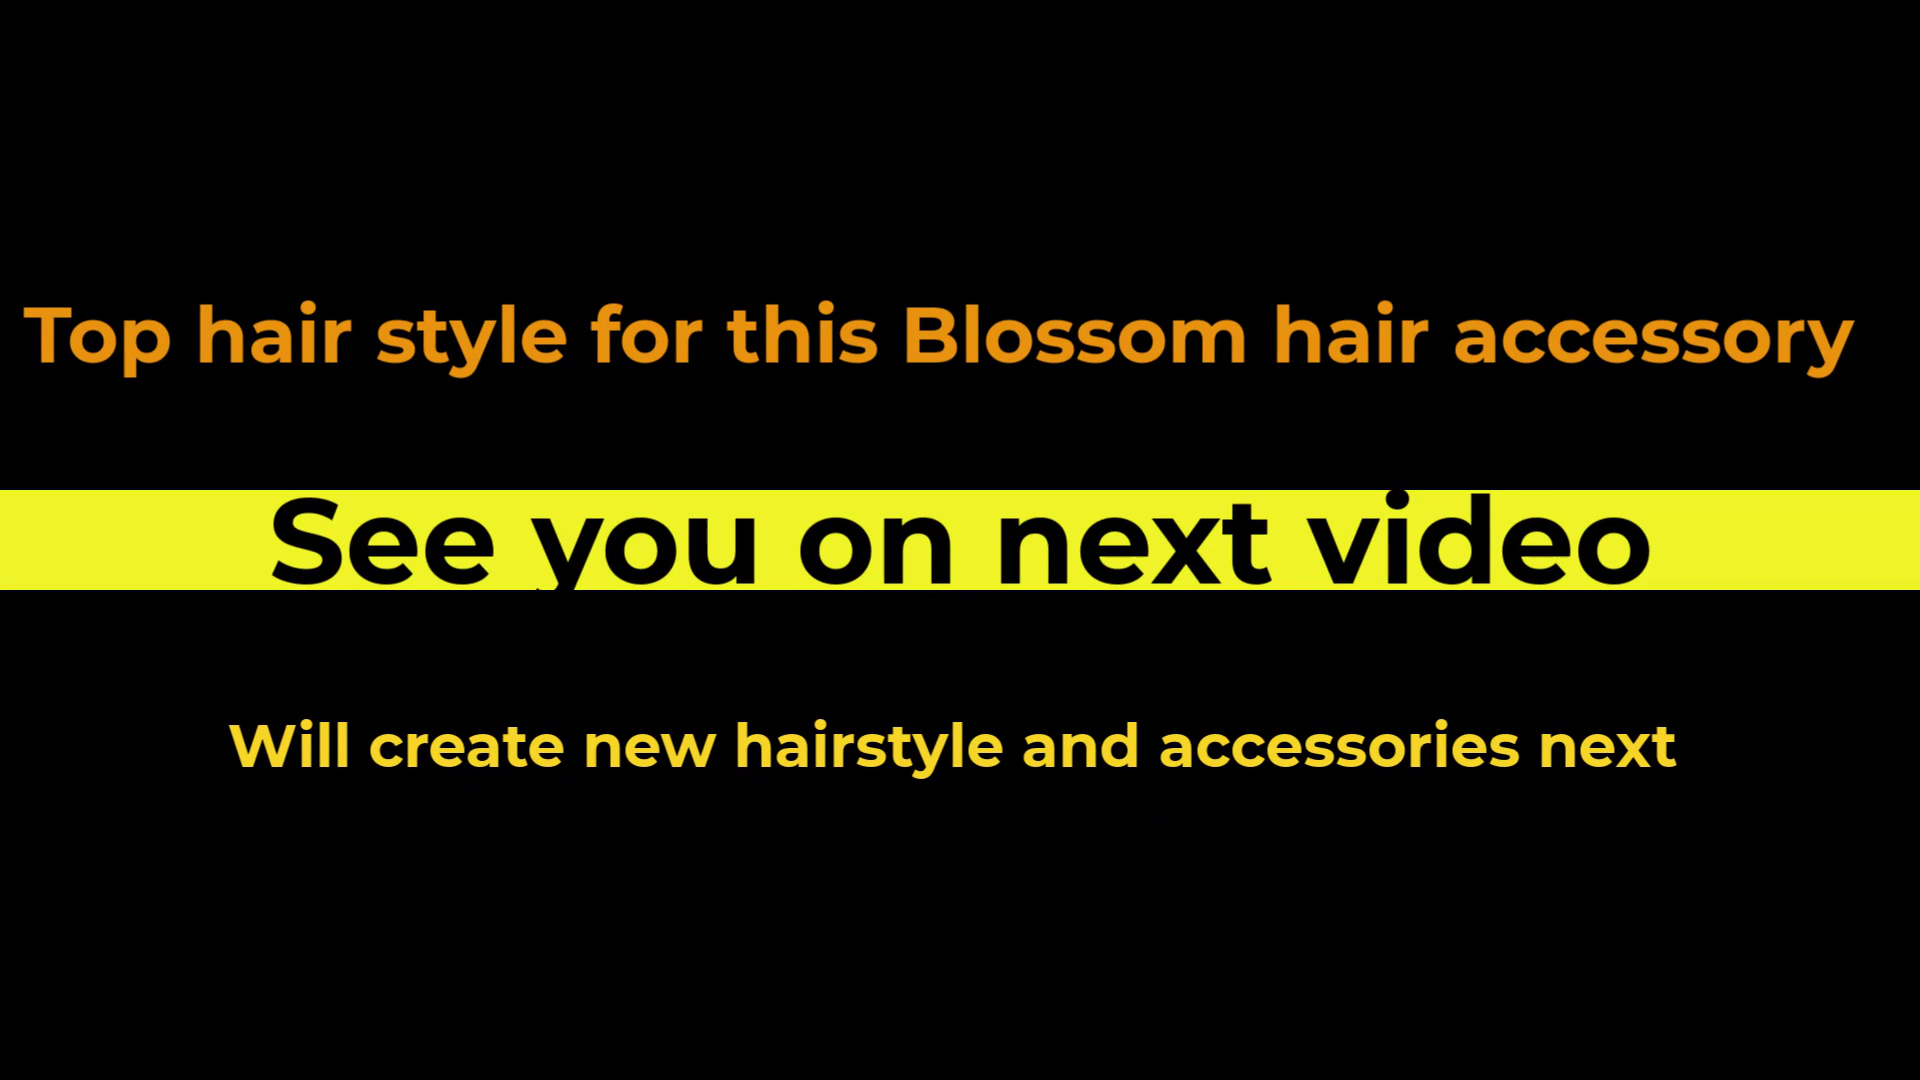 Top hair style for this Blossom hair accessory
See you on next video
Will create new hairstyle and accessories next